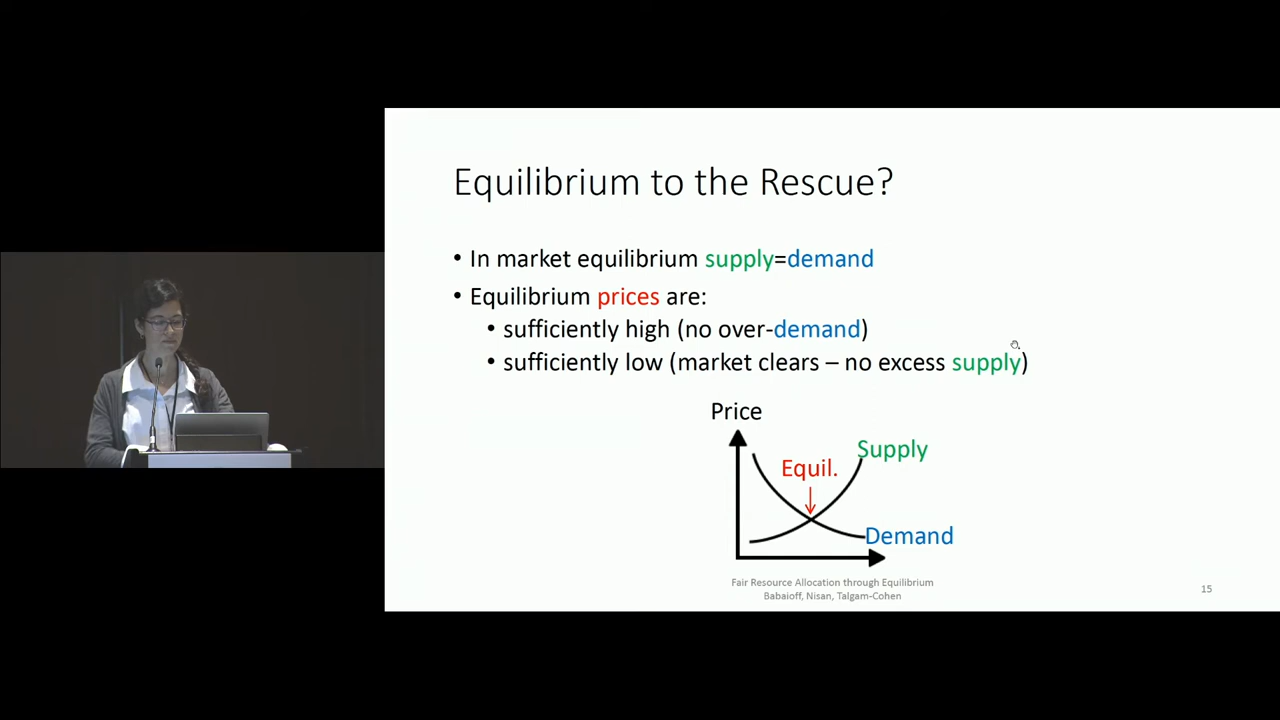 Equilibrium to the Rescue?
• In market equilibrium supply=demand
• Equilibrium prices are:
• sufficiently high (no over-demand)
• sufficiently low (market clears – no excess supply)
Price
Supply
Equil.
Demand
Fair Resource Allocation through Equilibrium
Babaioff, Nisan, Talgam-Cohen
15